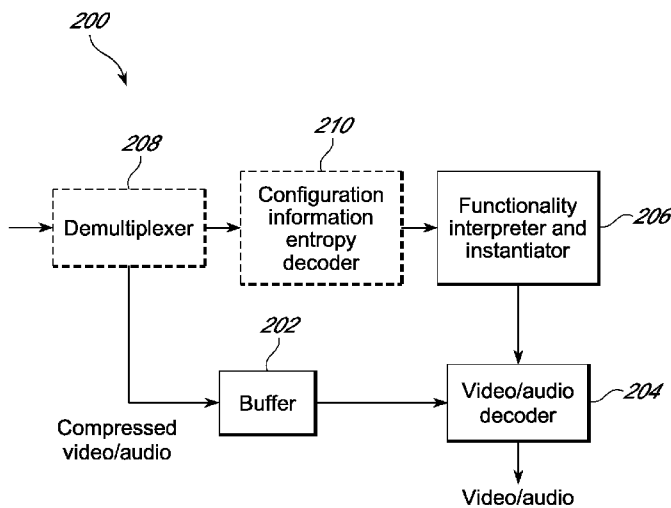 200
208
Demultiplexer
210
Configuration
information
entropy
decoder
Functionality
interpreter and
instantiator
206
202
Buffer
Compressed
video/audio
Video/audio
decoder
204
Video/audio